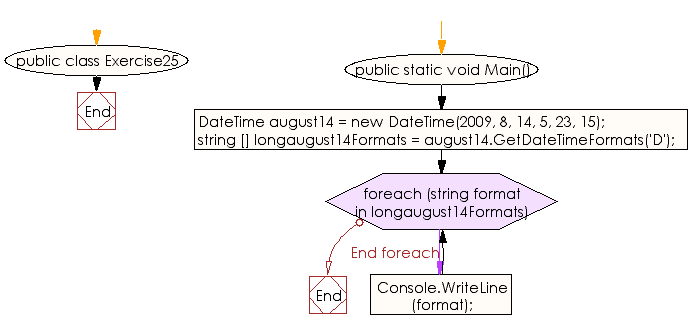 public class Exercise25
End
public static void Main()
DateTime august14 = new DateTime(2009, 8, 14, 5, 23, 15);
string [] longaugust14Formats = august14.GetDateTimeFormats('D');
foreach (string format
in longaugust14Formats)
End foreach
End
Console.WriteLine
(format);